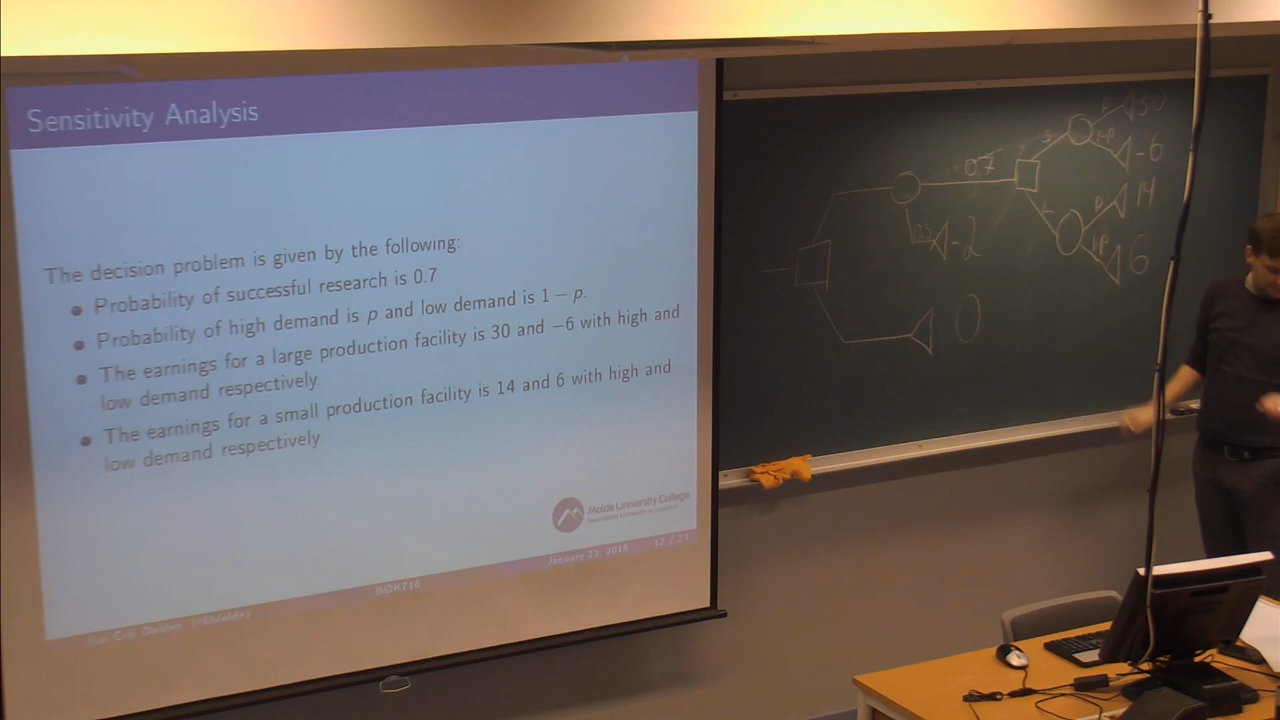 Sensitivity Analysis
The decision problem is given by the following:
Probability of successful research is 0.7
Probability of high demand is p and low demand is 1 − p.
The earnings for a large production facility is 30 and −6 with high and
low demand respectively.
The earnings for a small production facility is 14 and 6 with high and
low demand respectively
Molde University College
January 23, 2015 12 / 23
BØK716
0.7
-2
0
S
1-p
-6
p
14
1-p
6